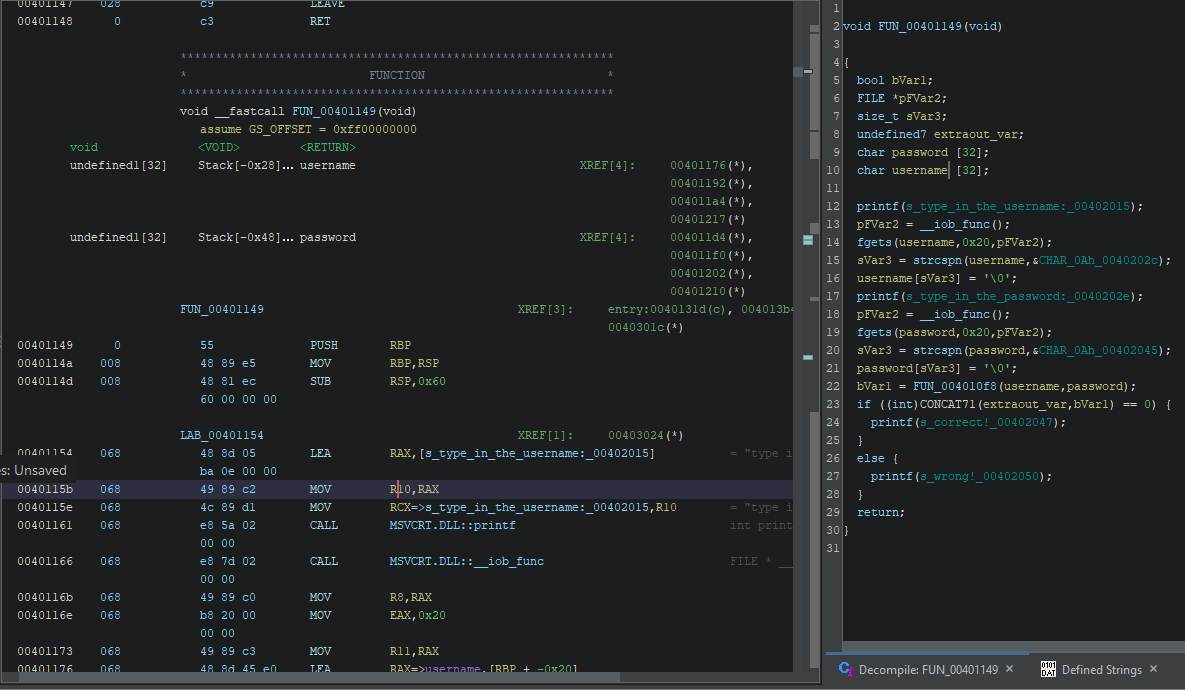 00401147 028 c9 LEAVE
00401148 0 c3 RET
**************************************************************
* FUNCTION *
**************************************************************
void __fastcall FUN_00401149(void)
assume GS_OFFSET = 0xff00000000
void <VOID> <RETURN>
undefined1[32] Stack[-0x28]... username XREF[4]: 00401176(*),
00401192(*),
004011a4(*),
00401217(*)
undefined1[32] Stack[-0x48]... password XREF[4]: 004011d4(*),
004011f0(*),
00401202(*),
00401210(*)
FUN_00401149 XREF[3]: entry:0040131d(c), 004013b4
0040301c(*)
00401149 0 55 PUSH RBP
0040114a 008 48 89 e5 MOV RBP,RSP
0040114d 008 48 81 ec SUB RSP,0x60
60 00 00 00
LAB_00401154 XREF[1]: 00403024(*)
00401154 068 48 8d 05 LEA RAX,[s_type_in_the_username:_00402015] = "type i
ba 0e 00 00
es: Unsaved
0040115b 068 49 89 c2 MOV R10,RAX
0040115e 068 4c 89 d1 MOV RCX=>s_type_in_the_username:_00402015,R10 = "type i
00401161 068 e8 5a 02 CALL MSVCRT.DLL::printf int print
00 00
00401166 068 e8 7d 02 CALL MSVCRT.DLL::__iob_func FILE * __
00 00
0040116b 068 49 89 c0 MOV R8,RAX
0040116e 068 b8 20 00 MOV EAX,0x20
00 00
00401173 068 49 89 c3 MOV R11,RAX
00401176 068 48 8d 45 e0 LEA RAX=>username,[RBP + -0x20]
1
2 void FUN_00401149(void)
3
4 {
5 bool bVar1;
6 FILE *pFVar2;
7 size_t sVar3;
8 undefined7 extraout_var;
9 char password [32];
10 char username [32];
11
12 printf(s_type_in_the_username:_00402015);
13 pFVar2 = __iob_func();
14 fgets(username,0x20,pFVar2);
15 sVar3 = strcspn(username,&CHAR_0Ah_0040202c);
16 username[sVar3] = '\0';
17 printf(s_type_in_the_password:_0040202e);
18 pFVar2 = __iob_func();
19 fgets(password,0x20,pFVar2);
20 sVar3 = strcspn(password,&CHAR_0Ah_00402045);
21 password[sVar3] = '\0';
22 bVar1 = FUN_004010f8(username,password);
23 if ((int)CONCAT71(extraout_var,bVar1) == 0) {
24 printf(s_correct!_00402047);
25 }
26 else {
27 printf(s_wrong!_00402050);
28 }
29 return;
30 }
31
Decompile: FUN_00401149 ×
0101 DAT Defined Strings ×